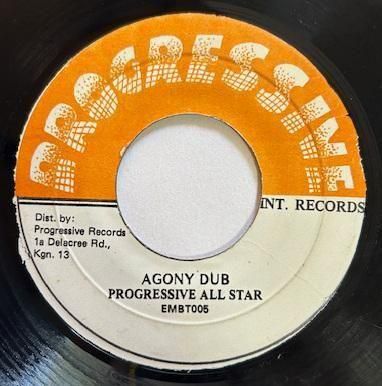 PROGRESSIVE
INT. RECORDS
Dist. by:
Progressive Records
1a Delacree Rd.,
Kgn. 13
AGONY DUB
PROGRESSIVE ALL STAR
EMBT005